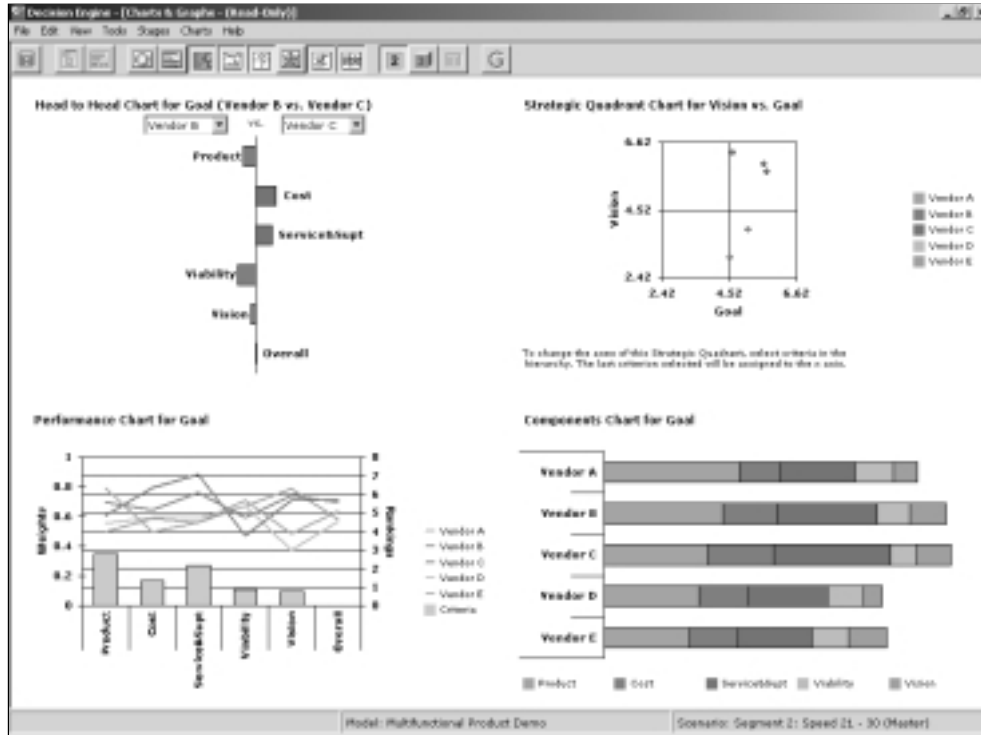 Decision Engine - [Charts & Graphs - (Read-Only)]
File Edit View Tools Stages Charts Help
G
Head to Head Chart for Goal (Vendor B vs. Vendor C)
Vendor B vs. Vendor C
Product
Cost
Service&Supt
Viability
Vision
Overall
Strategic Quadrant Chart for Vision vs. Goal
6.62
4.52
2.42
Vision
2.42 4.52 6.62
Goal
Vendor A
Vendor B
Vendor C
Vendor D
Vendor E
To change the axes of this Strategic Quadrant, select criteria in the
hierarchy. The last criterion selected will be assigned to the x axis.
Performance Chart for Goal
Weights
1
0.8
0.6
0.4
0.2
0
8
7
6
5
4
3
2
1
0
Rankings
Product
Cost
Service&Supt
Viability
Vision
Overall
Vendor A
Vendor B
Vendor C
Vendor D
Vendor E
Criteria
Components Chart for Goal
Vendor A
Vendor B
Vendor C
Vendor D
Vendor E
Product Cost Service&Supt Viability Vision
Model: Multifunctional Product Demo
Scenario: Segment 2: Speed 21 - 30 (Master)